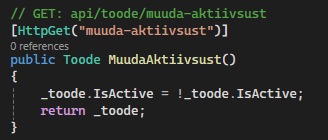 // GET: api/toode/muuda-aktiivsust
[HttpGet("muuda-aktiivsust")]
0 references
public Toode MuudaAktiivsust()
{
_toode.IsActive = !_toode.IsActive;
return _toode;
}